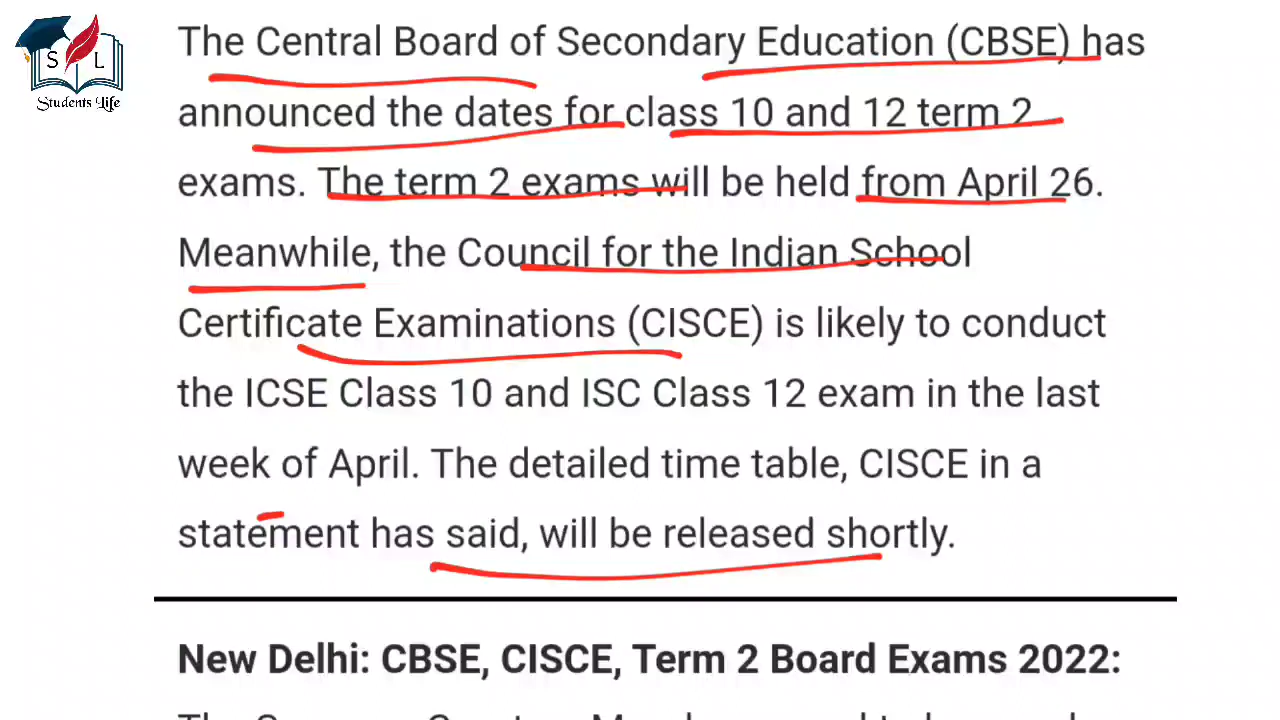 S L
Students Life
The Central Board of Secondary Education (CBSE) has
announced the dates for class 10 and 12 term 2
exams. The term 2 exams will be held from April 26.
Meanwhile, the Council for the Indian School
Certificate Examinations (CISCE) is likely to conduct
the ICSE Class 10 and ISC Class 12 exam in the last
week of April. The detailed time table, CISCE in a
statement has said, will be released shortly.
New Delhi: CBSE, CISCE, Term 2 Board Exams 2022: